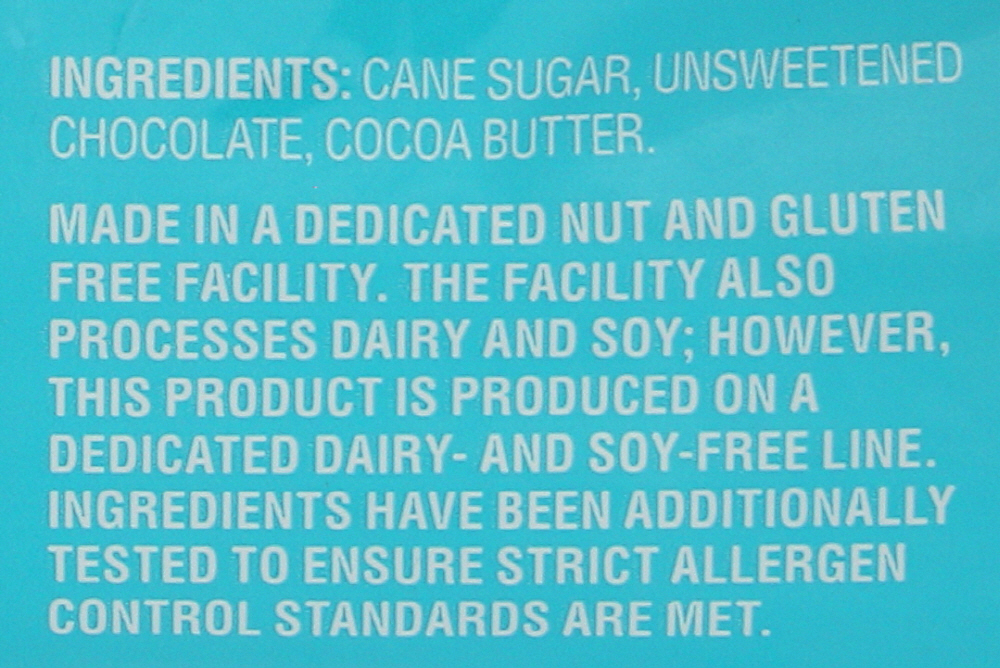 INGREDIENTS: CANE SUGAR, UNSWEETENED
CHOCOLATE, COCOA BUTTER.
MADE IN A DEDICATED NUT AND GLUTEN
FREE FACILITY. THE FACILITY ALSO
PROCESSES DAIRY AND SOY; HOWEVER,
THIS PRODUCT IS PRODUCED ON A
DEDICATED DAIRY- AND SOY-FREE LINE.
INGREDIENTS HAVE BEEN ADDITIONALLY
TESTED TO ENSURE STRICT ALLERGEN
CONTROL STANDARDS ARE MET.